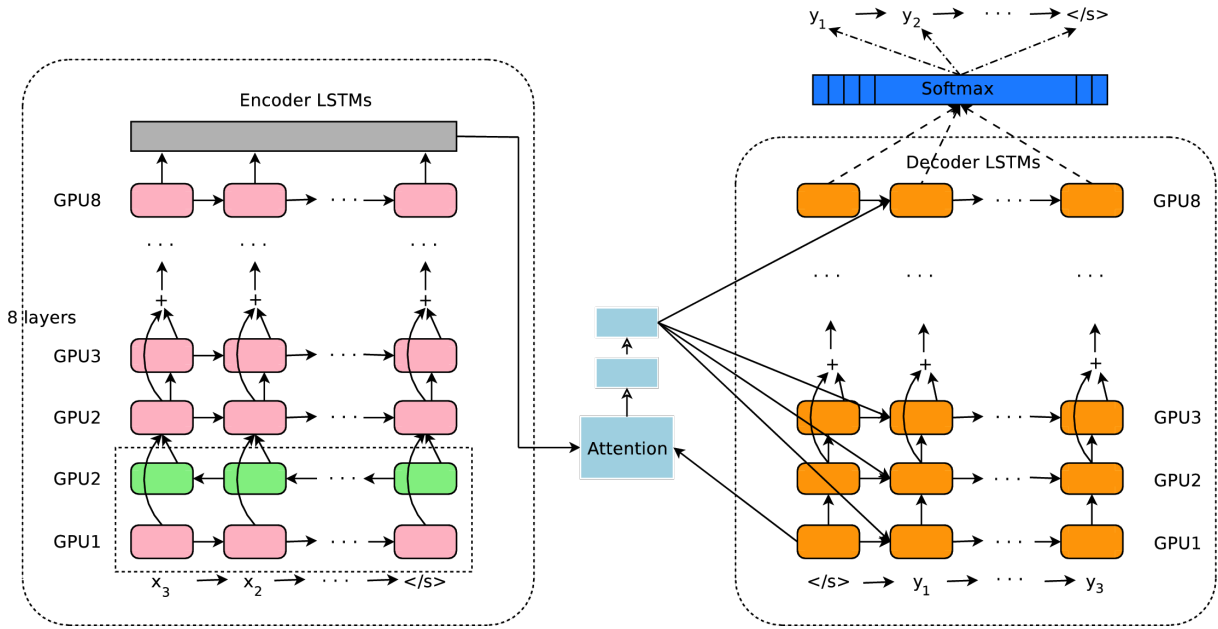 y1 y2 · · · </s>
Softmax
Encoder LSTMs
Decoder LSTMs
GPU8 · · · · · · GPU8
· · · · · · · · · · · · · · · · · ·
+ + +
8 layers
GPU3 · · ·
+ + +
GPU2 · · · · · · GPU3
Attention
GPU2 · · · · · · GPU2
GPU1 · · · · · · GPU1
x3 x2 · · · </s>
</s> y1 · · · y3